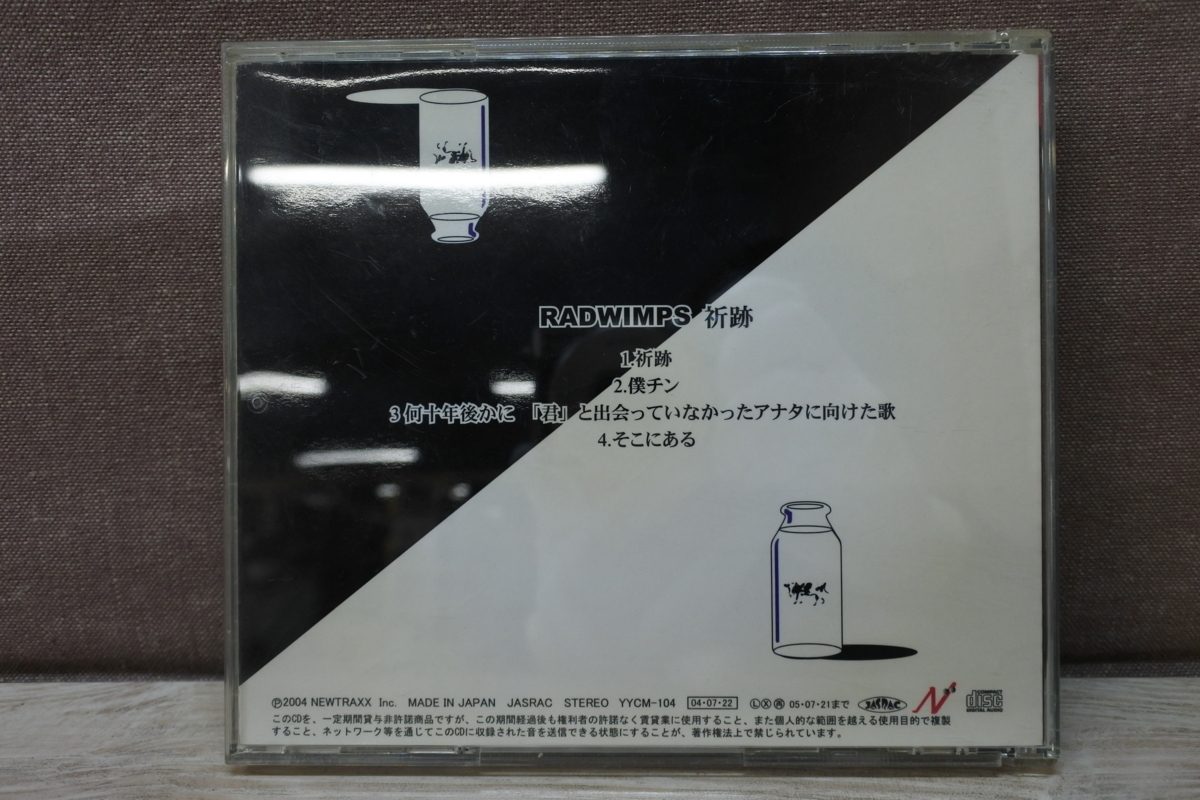 RADWIMPS 祈跡
1.祈跡
2.僕チン
3何十年後かに 「君」と出会っていなかったアナタに向けた歌
4.そこにある
Ⓟ2004 NEWTRAXX Inc. MADE IN JAPAN JASRAC STEREO YYCM-104 04・07・22 Ⓛ Ⓧ ㊢ 05・07・21まで JASRAC N COMPACT disc DIGITAL AUDIO
このCDを、一定期間貸与非許諾商品ですが、この期間経過後も権利者の許諾なく賃貸業に使用すること、また個人的な範囲を越える使用目的で複製
すること、ネットワーク等を通じてこのCDに収録された音を送信できる状態にすることが、著作権法上で禁じられています。